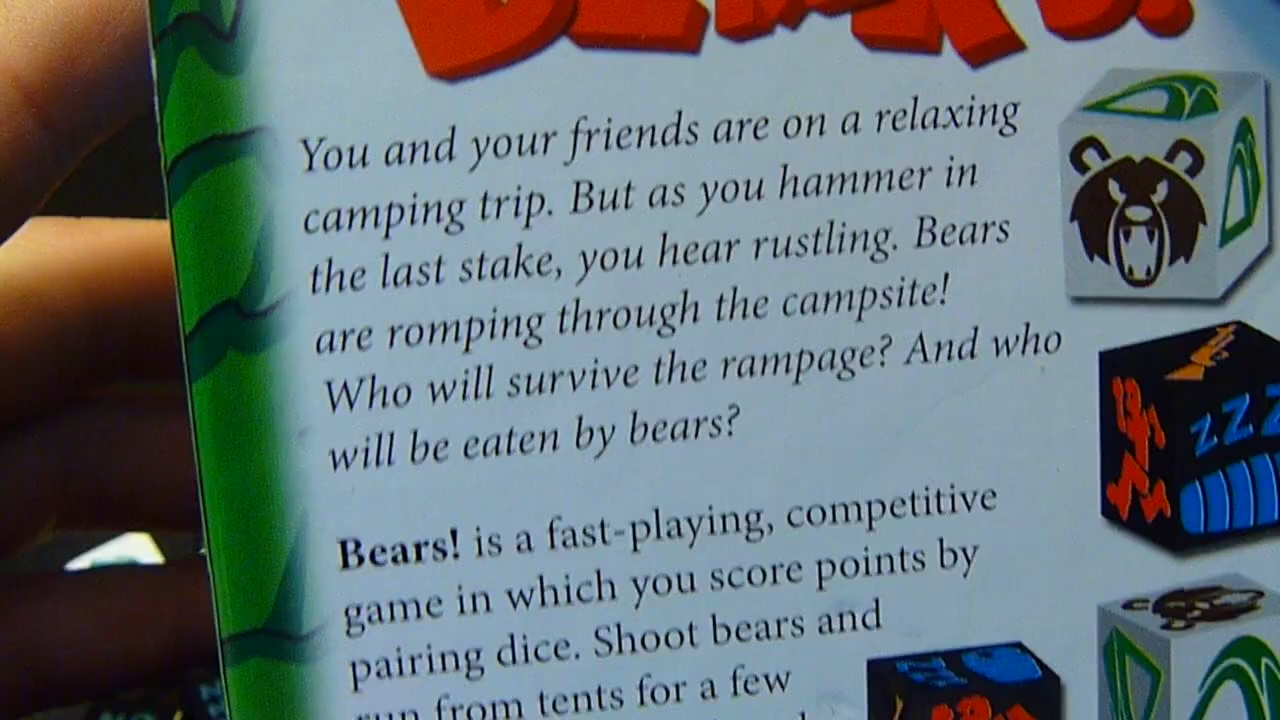 BEARS!
You and your friends are on a relaxing
camping trip. But as you hammer in
the last stake, you hear rustling. Bears
are romping through the campsite!
Who will survive the rampage? And who
will be eaten by bears?
Bears! is a fast-playing, competitive
game in which you score points by
pairing dice. Shoot bears and
run from tents for a few
ZZZ